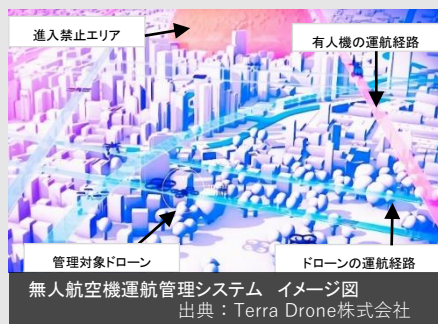 進入禁止エリア
有人機の運航経路
管理対象ドローン
ドローンの運航経路
無人航空機運航管理システム　イメージ図
出典：Terra Drone株式会社